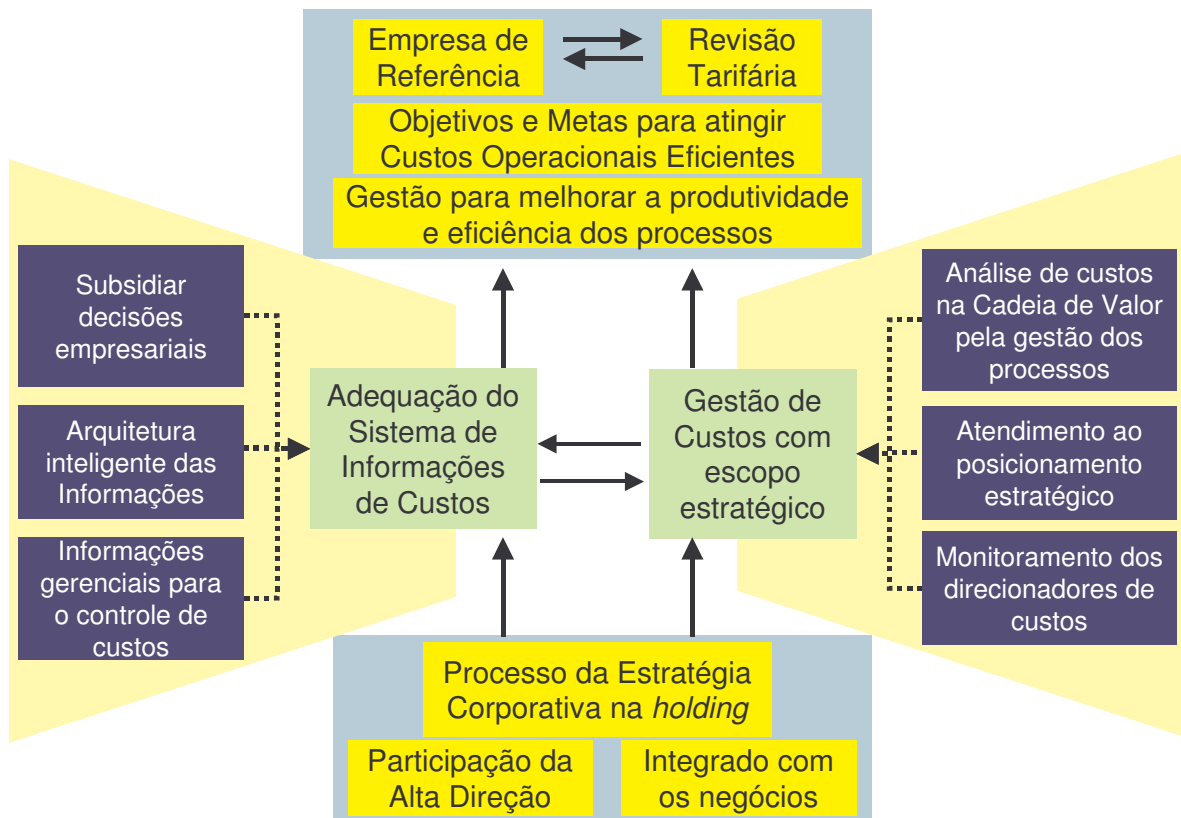 Empresa de
Referência
Revisão
Tarifária
Objetivos e Metas para atingir
Custos Operacionais Eficientes
Gestão para melhorar a produtividade
e eficiência dos processos
Subsidiar
decisões
empresariais
Arquitetura
inteligente das
Informações
Informações
gerenciais para
o controle de
custos
Adequação do
Sistema de
Informações
de Custos
Gestão de
Custos com
escopo
estratégico
Análise de custos
na Cadeia de Valor
pela gestão dos
processos
Atendimento ao
posicionamento
estratégico
Monitoramento dos
direcionadores de
custos
Processo da Estratégia
Corporativa na holding
Participação da
Alta Direção
Integrado com
os negócios